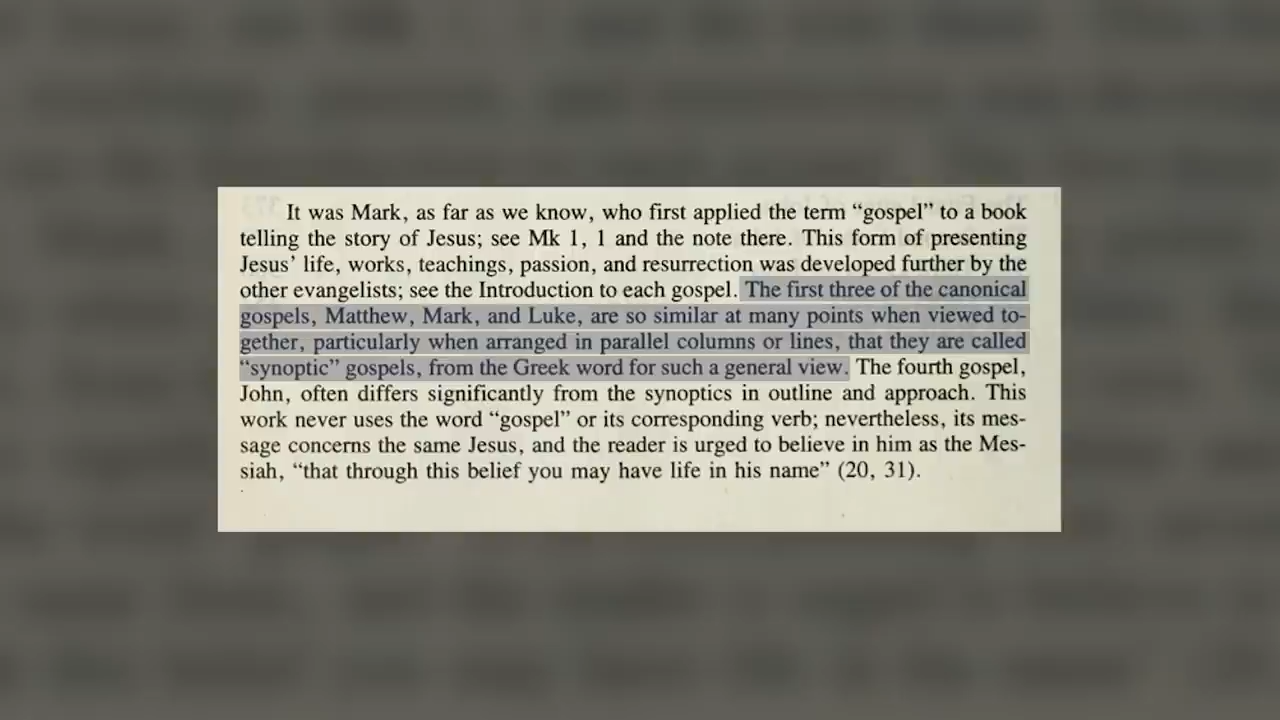 It was Mark, as far as we know, who first applied the term “gospel” to a book
telling the story of Jesus; see Mk 1, 1 and the note there. This form of presenting
Jesus’ life, works, teachings, passion, and resurrection was developed further by the
other evangelists; see the Introduction to each gospel. The first three of the canonical
gospels, Matthew, Mark, and Luke, are so similar at many points when viewed to-
gether, particularly when arranged in parallel columns or lines, that they are called
“synoptic” gospels, from the Greek word for such a general view. The fourth gospel,
John, often differs significantly from the synoptics in outline and approach. This
work never uses the word “gospel” or its corresponding verb; nevertheless, its mes-
sage concerns the same Jesus, and the reader is urged to believe in him as the Mes-
siah, “that through this belief you may have life in his name” (20, 31).